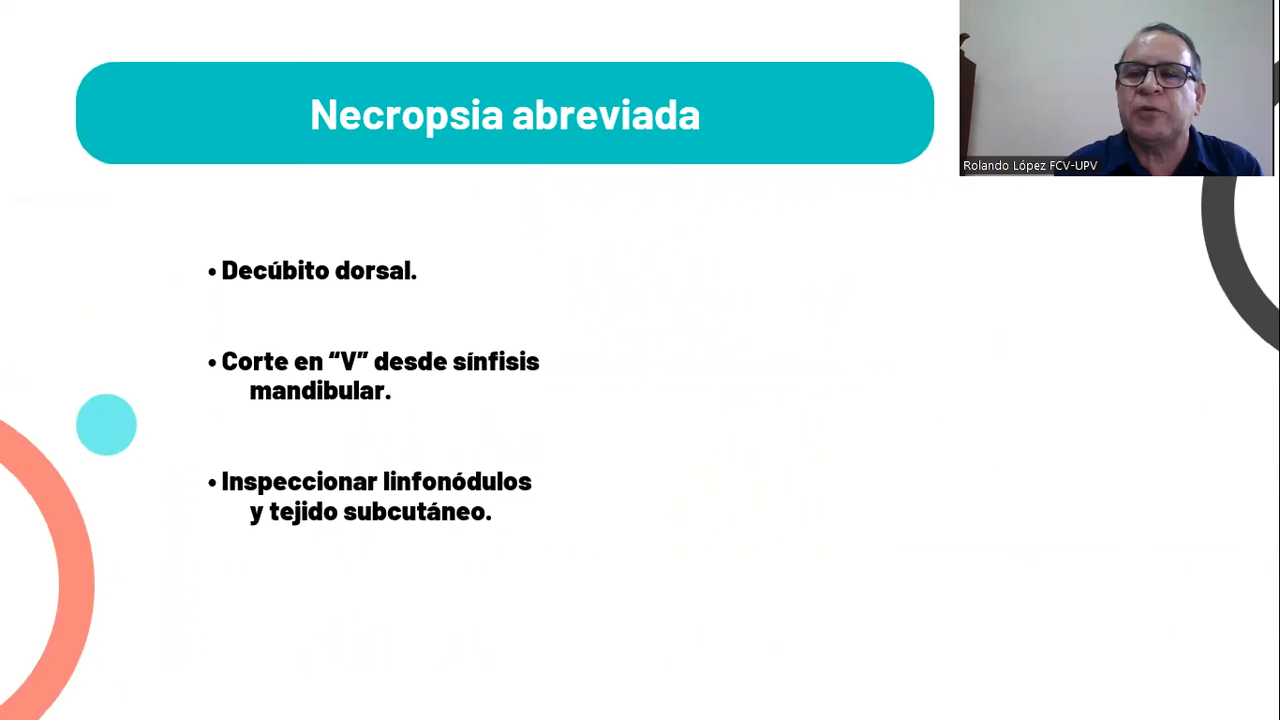 Necropsia abreviada
Rolando López FCV-UPV
• Decúbito dorsal.
• Corte en “V” desde sínfisis
mandibular.
• Inspeccionar linfonódulos
y tejido subcutáneo.